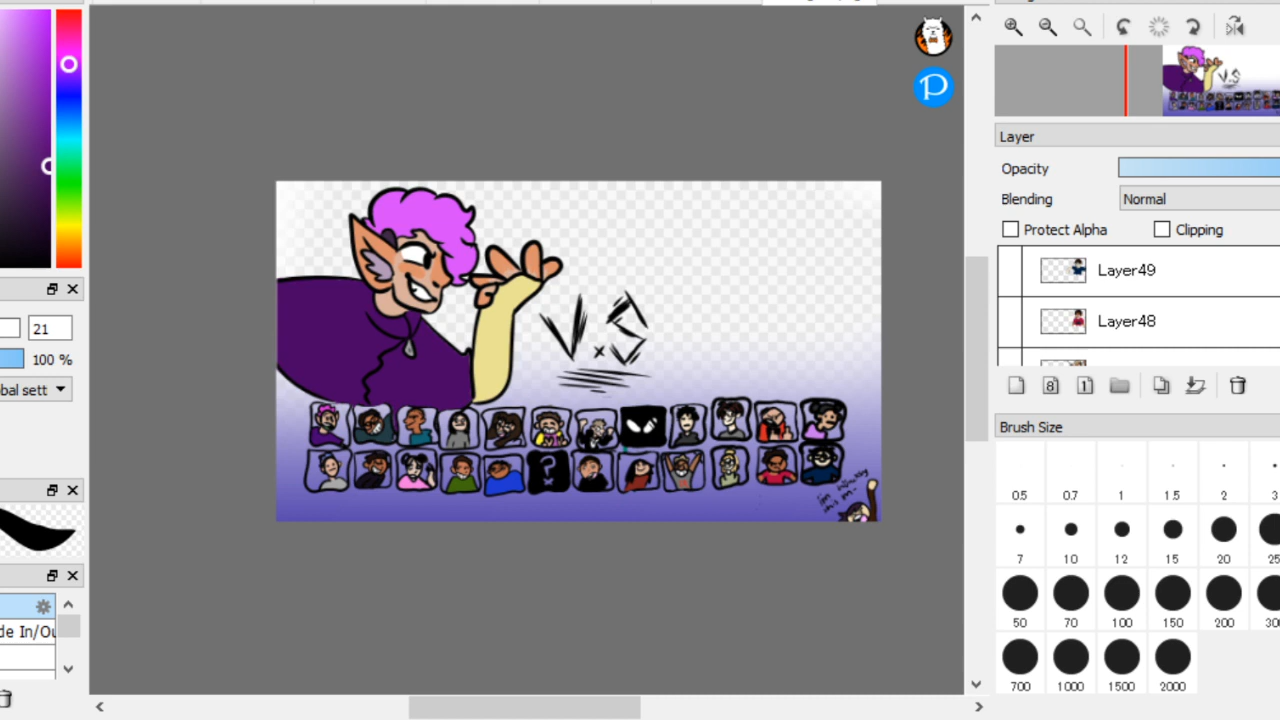 Layer
Opacity
Blending Normal
Protect Alpha Clipping
Layer49
Layer48
8 1
Brush Size
0.5 0.7 1 1.5 2 3
7 10 12 15 20 25
50 70 100 150 200 300
700 1000 1500 2000
21
100 %
bal sett
de In/Ou
P
V.S
V.S
?